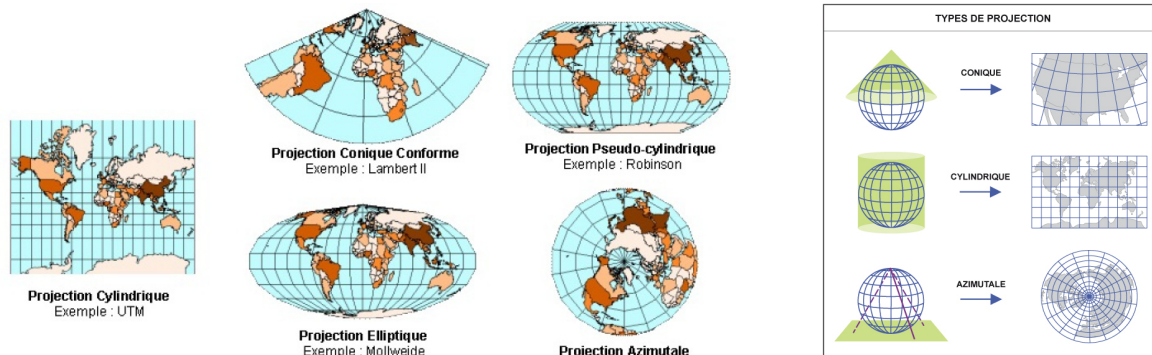 Projection Cylindrique
Exemple : UTM
Projection Conique Conforme
Exemple : Lambert II
Projection Pseudo-cylindrique
Exemple : Robinson
Projection Elliptique
Exemple : Mollweide
Projection Azimutale
TYPES DE PROJECTION
CONIQUE
CYLINDRIQUE
AZIMUTALE